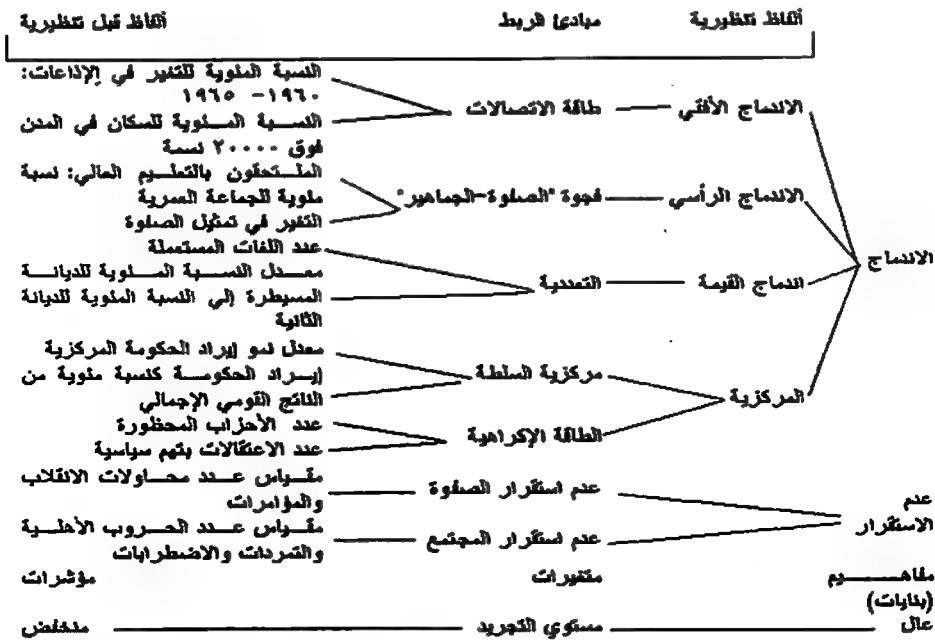 ألفاظ تنظيرية	مبادئ الربط	ألفاظ قبل تنظيرية
النسبة المئوية للتغير في الإذاعات:
١٩٦٠- ١٩٦٥
الاندماج الأفقي	طاقة الاتصالات
النسبة المئوية للسكان في المدن
فوق ٢٠٠٠٠ نسمة
الملتحقون بالتعليم العالي: نسبة
مئوية للجماعة العمرية
الاندماج الرأسي	فجوة "الصفوة-الجماهير"
التغير في تمثيل الصفوة
عدد اللغات المستعملة
الاندماج
اندماج القيمة	التعددية
معدل النسبة المئوية للديانة
المسيطرة إلي النسبة المئوية للديانة
الثانية
معدل نمو إيراد الحكومة المركزية
مركزية السلطة
إيراد الحكومة كنسبة مئوية من
الناتج القومي الإجمالي
المركزية
عدد الأحزاب المحظورة
الطاقة الإكراهية
عدد الاعتقالات بتهم سياسية
عدم استقرار الصفوة
مقياس عدد محاولات الانقلاب
والمؤامرات
عدم
الاستقرار
عدم استقرار المجتمع
مقياس عدد الحروب الأهلية
والتمردات والاضطرابات
مفاهيم	متغيرات	مؤشرات
(بنايات)
عال	مستوي التجريد	منخفض